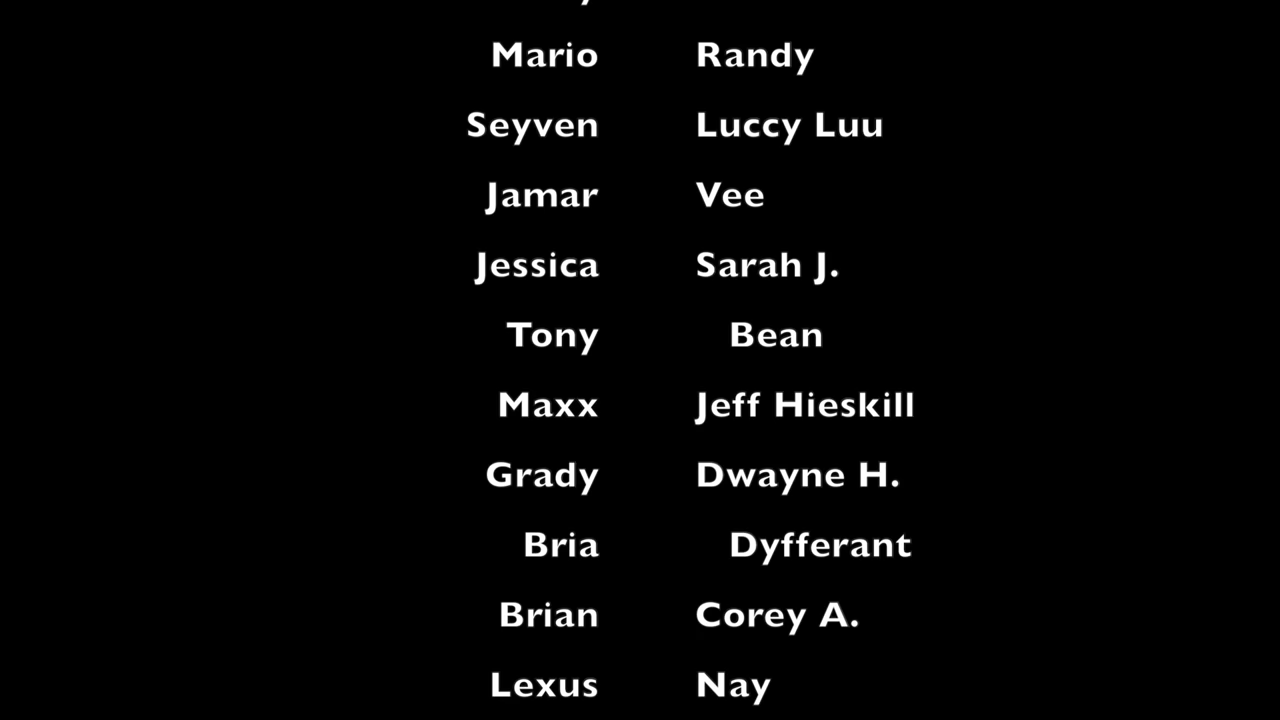 Mario Randy
Seyven Luccy Luu
Jamar Vee
Jessica Sarah J.
Tony Bean
Maxx Jeff Hieskill
Grady Dwayne H.
Bria Dyfferant
Brian Corey A.
Lexus Nay